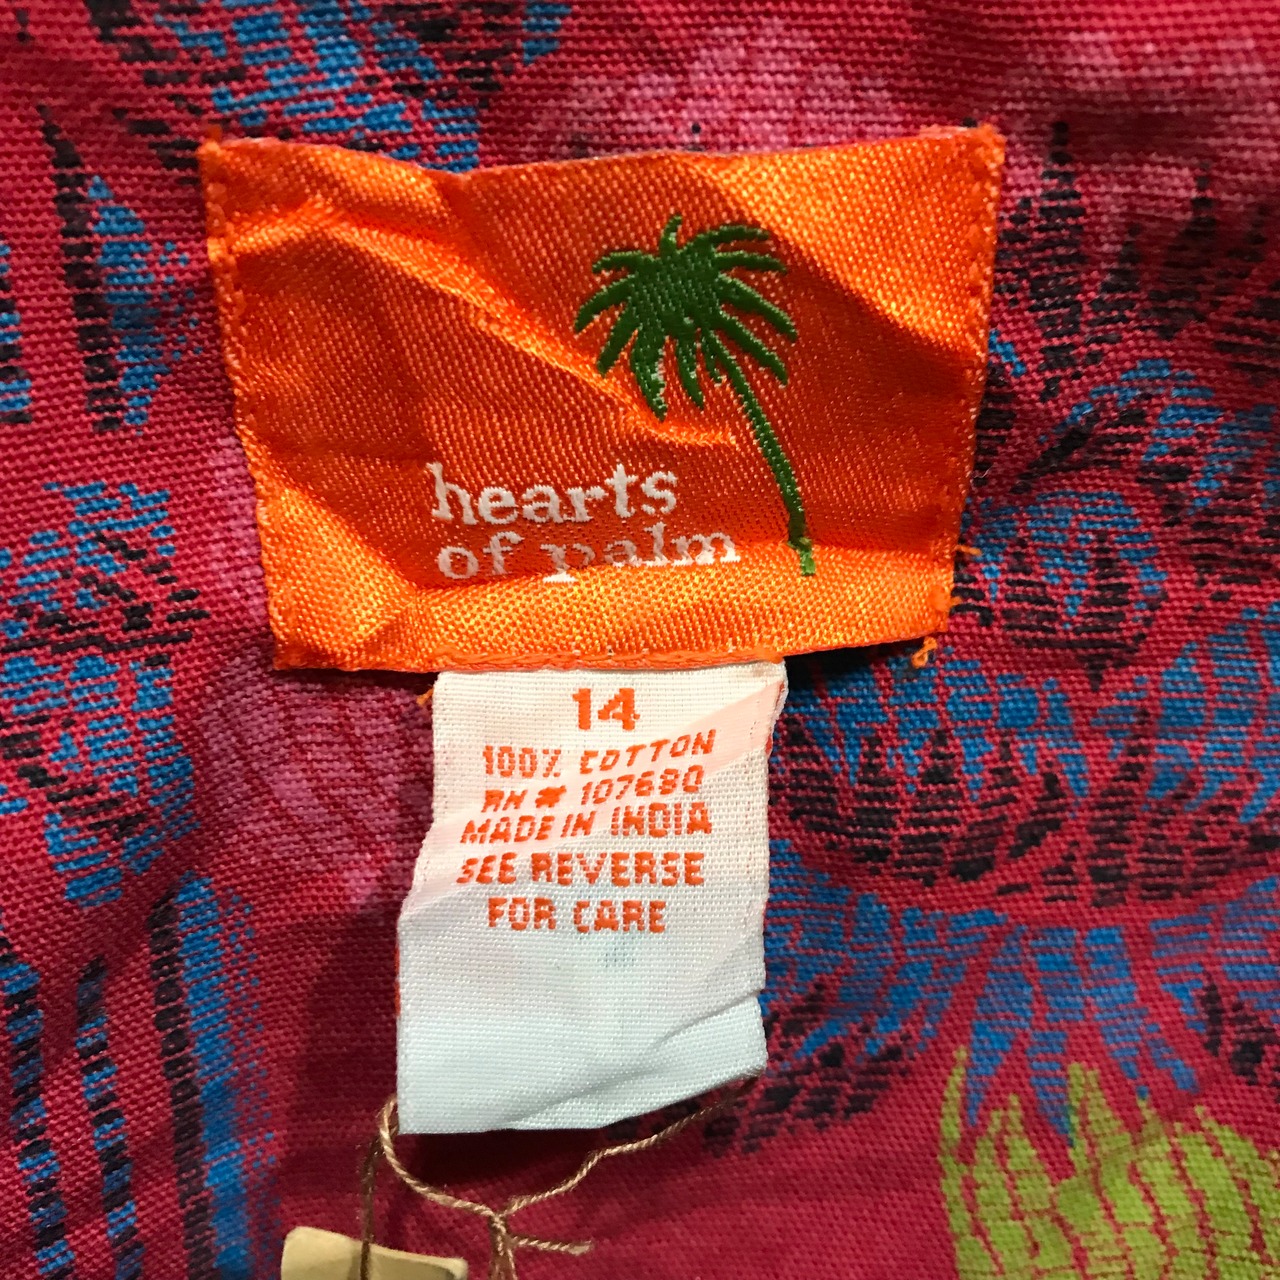 hearts
of palm
14
100% COTTON
RN # 107680
MADE IN INDIA
SEE REVERSE
FOR CARE